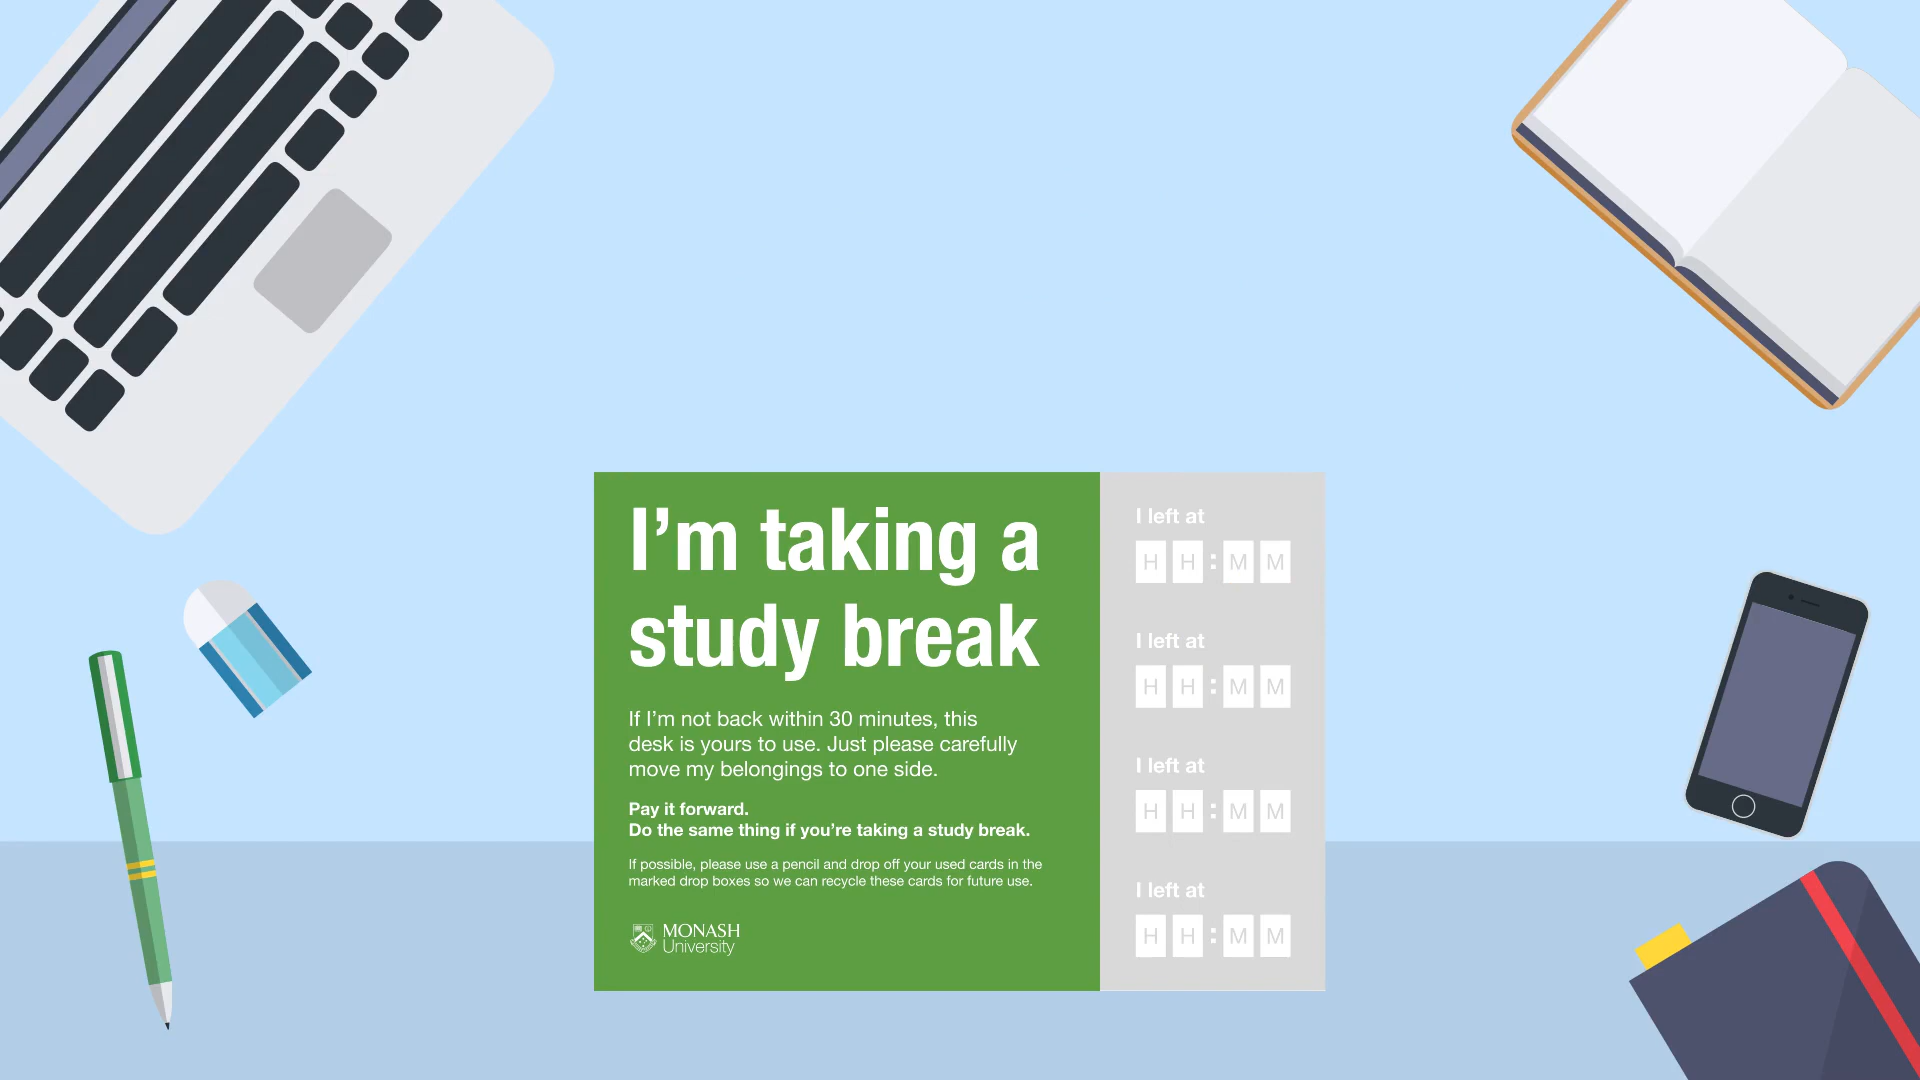 I’m taking a
study break
If I’m not back within 30 minutes, this
desk is yours to use. Just please carefully
move my belongings to one side.
Pay it forward.
Do the same thing if you’re taking a study break.
If possible, please use a pencil and drop off your used cards in the
marked drop boxes so we can recycle these cards for future use.
MONASH
University
I left at
H H : M M
I left at
H H : M M
I left at
H H : M M
I left at
H H : M M